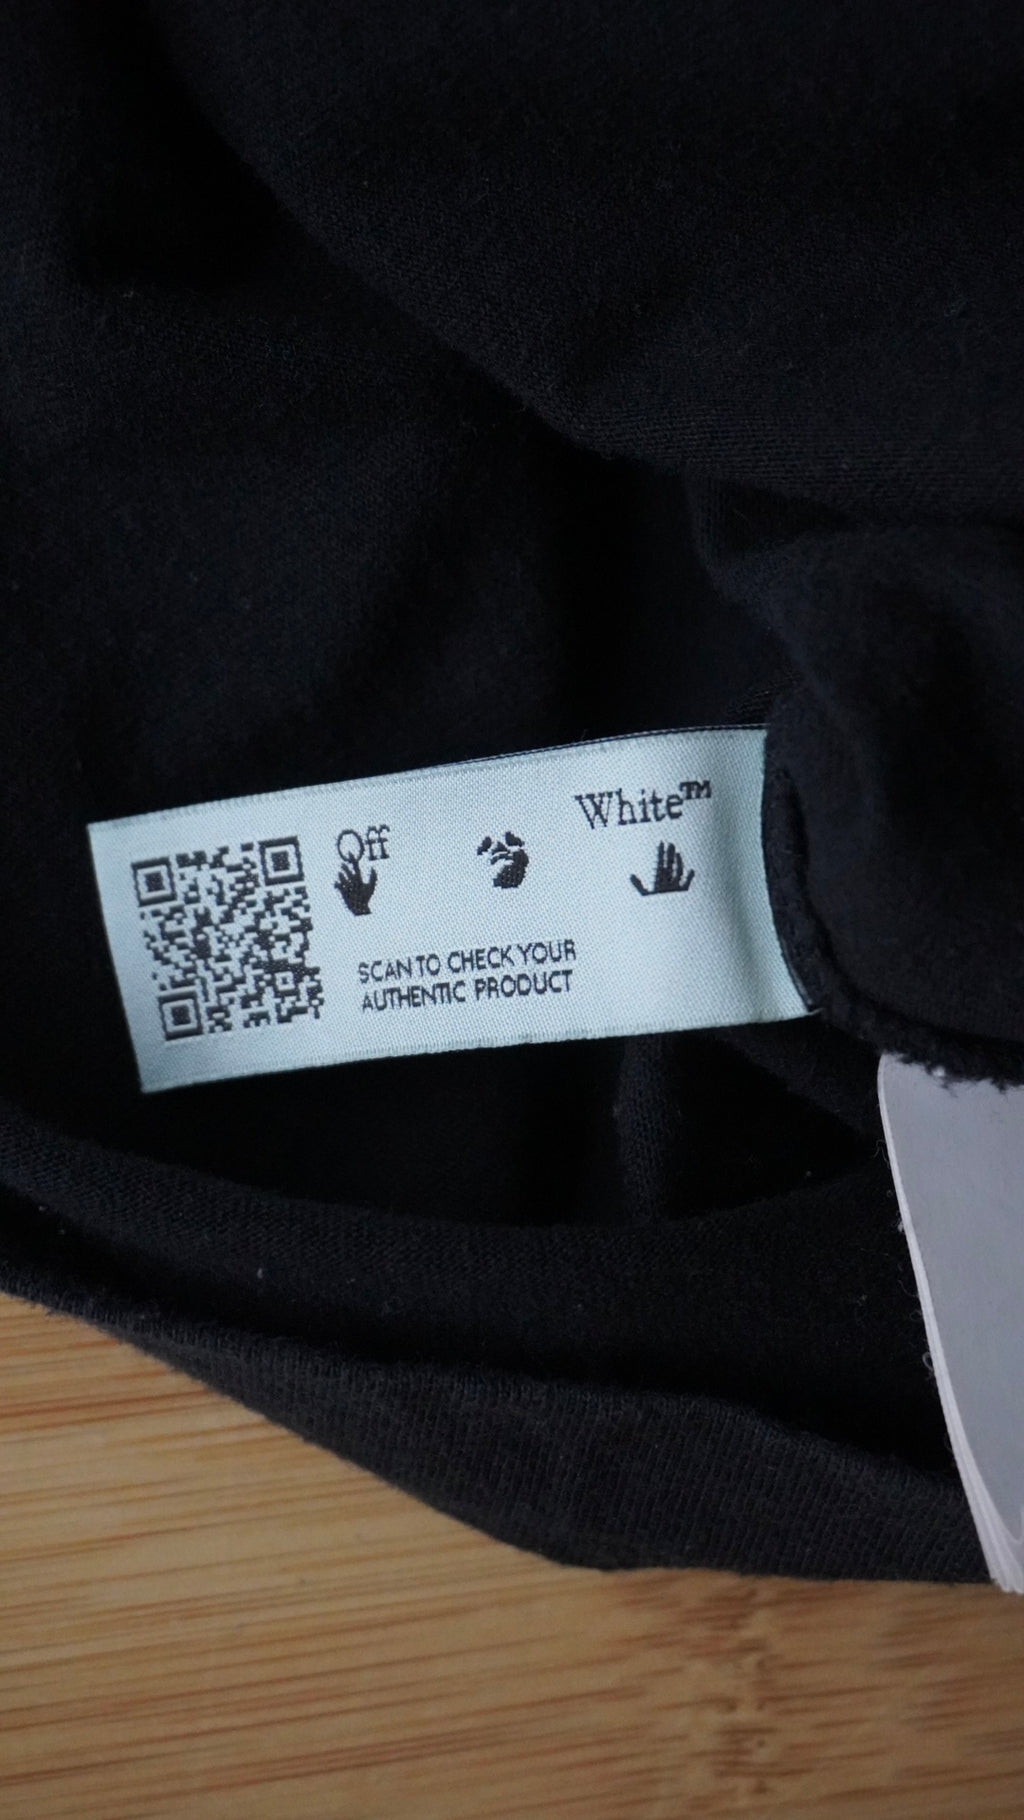 Off White™
SCAN TO CHECK YOUR
AUTHENTIC PRODUCT